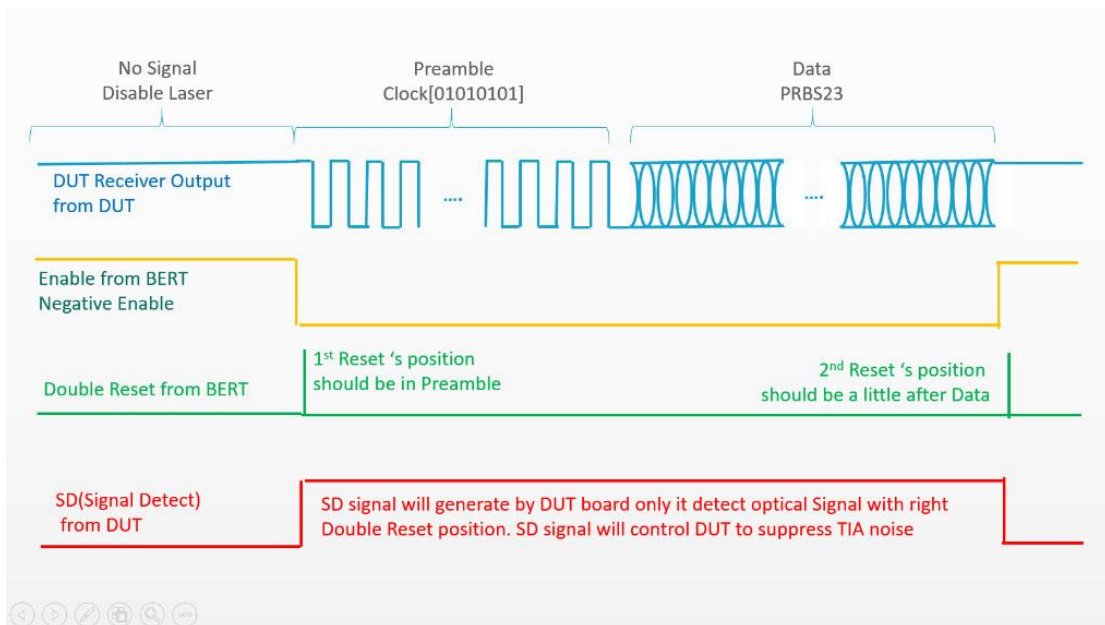 No Signal
Disable Laser
Preamble
Clock[01010101]
Data
PRBS23
DUT Receiver Output
from DUT
....
....
Enable from BERT
Negative Enable
Double Reset from BERT
1st Reset 's position
should be in Preamble
2nd Reset 's position
should be a little after Data
SD(Signal Detect)
from DUT
SD signal will generate by DUT board only it detect optical Signal with right
Double Reset position. SD signal will control DUT to suppress TIA noise